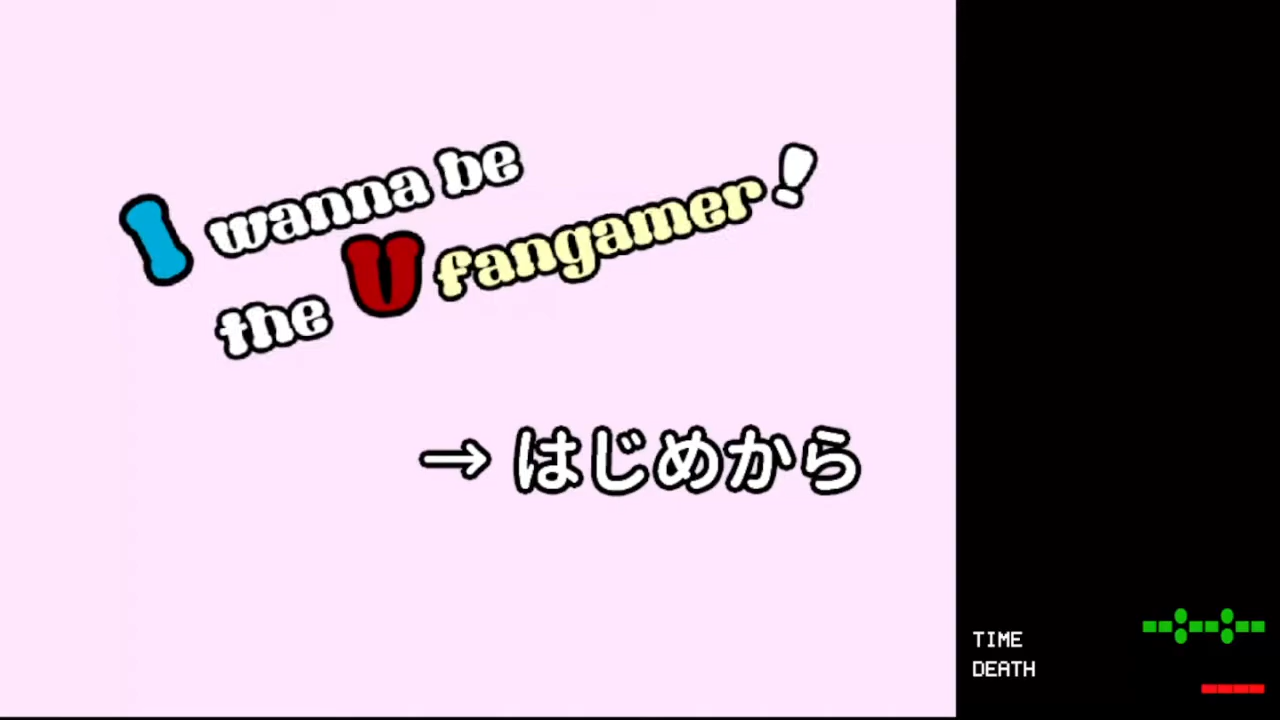 I wanna be
the U fangamer!
→ はじめから
TIME --:--:--
DEATH ----